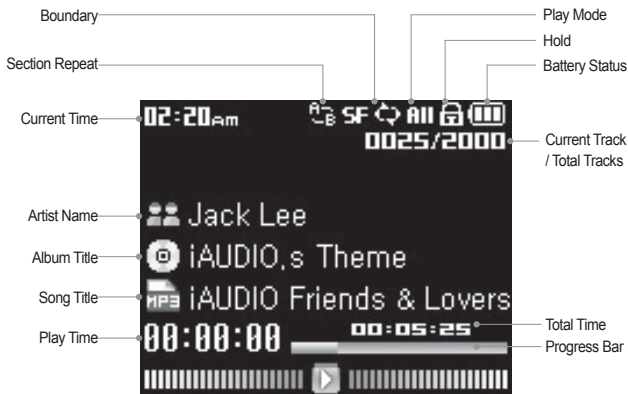 Boundary
Play Mode
Hold
Section Repeat
Battery Status
Current Time
02:20AM
A-B SF All
0025/2000
Current Track
/ Total Tracks
Artist Name
Jack Lee
Album Title
iAUDIO,s Theme
Song Title
MP3 iAUDIO Friends & Lovers
Play Time
00:00:00
00:05:25
Total Time
Progress Bar